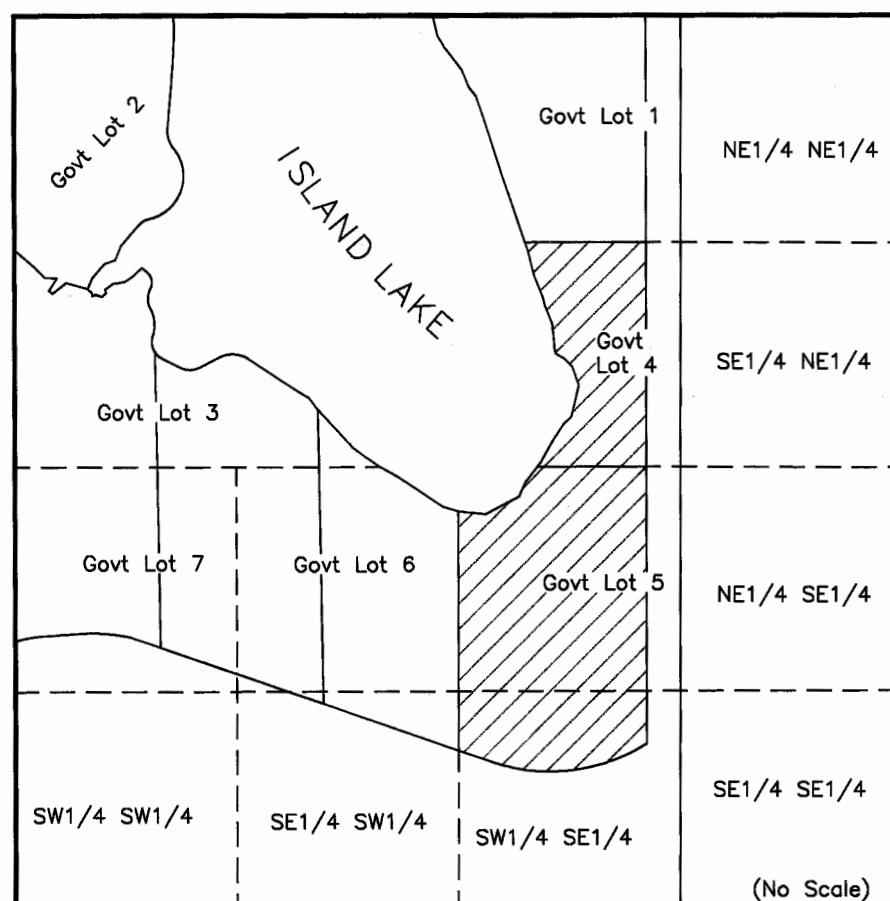 Govt Lot 2
Govt Lot 1
NE1/4 NE1/4
ISLAND LAKE
Govt
Lot 4
SE1/4 NE1/4
Govt Lot 3
Govt Lot 7
Govt Lot 6
Govt Lot 5
NE1/4 SE1/4
SW1/4 SW1/4
SE1/4 SW1/4
SW1/4 SE1/4
SE1/4 SE1/4
(No Scale)